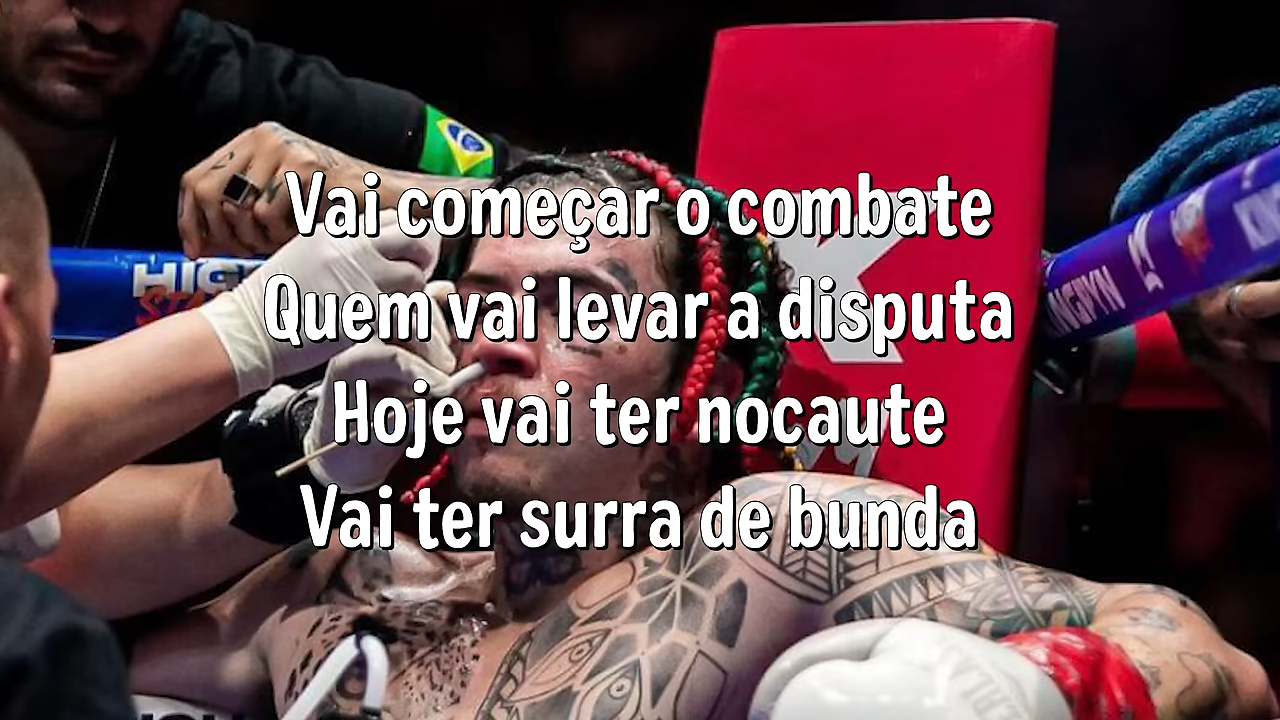 Vai começar o combate
Quem vai levar a disputa
Hoje vai ter nocaute
Vai ter surra de bunda